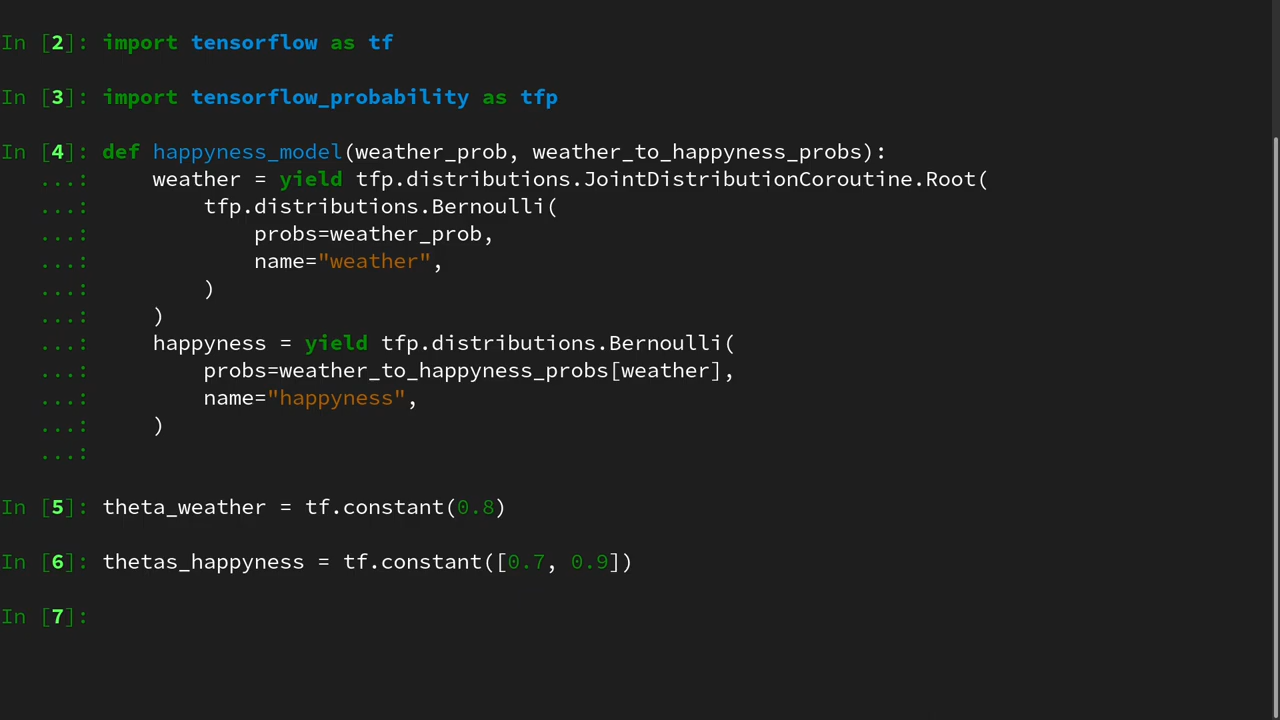 In [2]: import tensorflow as tf
In [3]: import tensorflow_probability as tfp
In [4]: def happyness_model(weather_prob, weather_to_happyness_probs):
   ...:     weather = yield tfp.distributions.JointDistributionCoroutine.Root(
   ...:         tfp.distributions.Bernoulli(
   ...:             probs=weather_prob,
   ...:             name="weather",
   ...:         )
   ...:     )
   ...:     happyness = yield tfp.distributions.Bernoulli(
   ...:         probs=weather_to_happyness_probs[weather],
   ...:         name="happyness",
   ...:     )
   ...:
In [5]: theta_weather = tf.constant(0.8)
In [6]: thetas_happyness = tf.constant([0.7, 0.9])
In [7]: